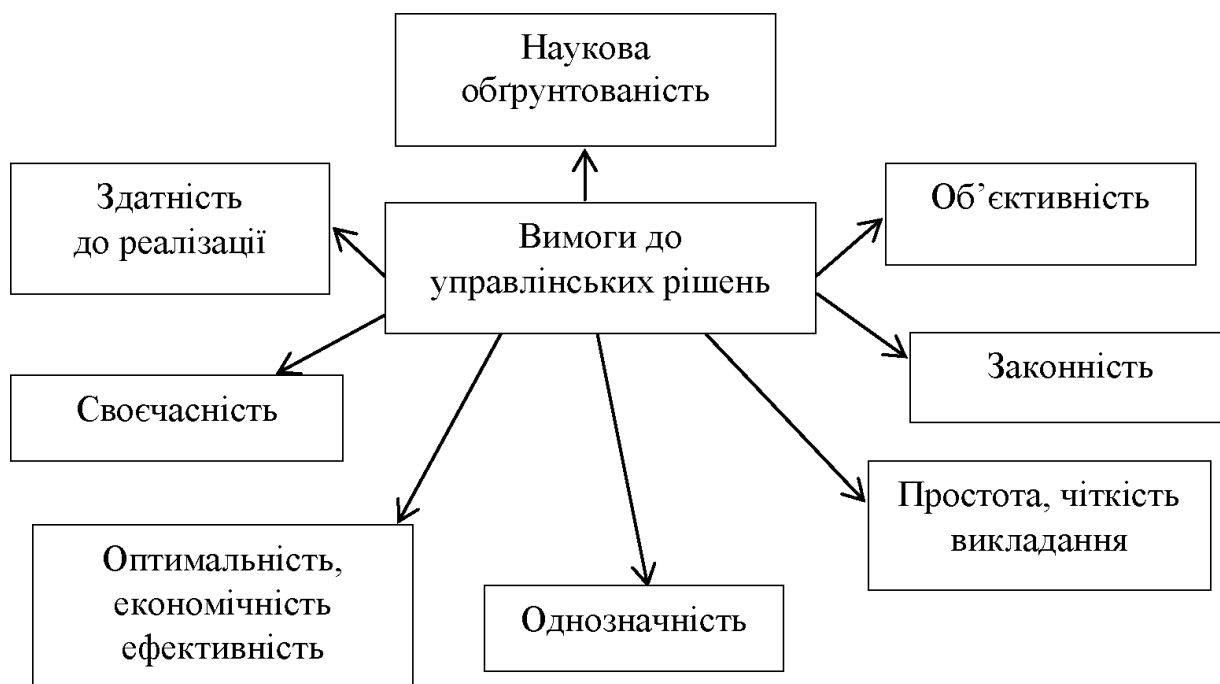 Наукова
обґрунтованість
Здатність
до реалізації
Об’єктивність
Вимоги до
управлінських рішень
Законність
Своєчасність
Простота, чіткість
викладання
Оптимальність,
економічність
ефективність
Однозначність